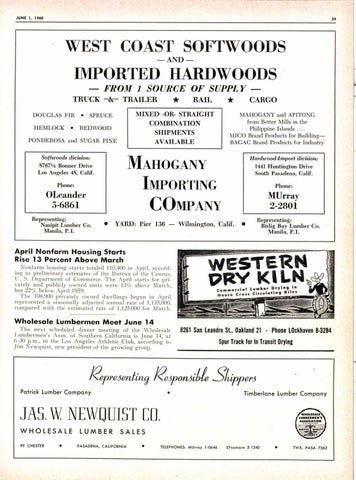 JUNE 1, 1960
39
WEST COAST SOFTWOODS
— AND —
IMPORTED HARDWOODS
— FROM 1 SOURCE OF SUPPLY —
TRUCK -&- TRAILER ★ RAIL ★ CARGO
DOUGLAS FIR • SPRUCE
HEMLOCK • REDWOOD
PONDEROSA and SUGAR PINE
MIXED -OR- STRAIGHT
COMBINATION
SHIPMENTS
AVAILABLE
MAHOGANY and APITONG
from Better Mills in the
Philippine Islands . . .
MICO Brand Products for Building—
BAGAC Brand Products for Industry
Softwoods division:
8767½ Bonner Drive
Los Angeles 48, Calif.
Phone:
OLeander
5-6861
MAHOGANY
IMPORTING
COMPANY
Hardwood-Import division:
1441 Huntington Drive
South Pasadena, Calif.
Phone:
MUrray
2-2801
Representing:
Nasipit Lumber Co.
Manila, P.I.
• YARD: Pier 136 — Wilmington, Calif. •
Representing:
Bislig Bay Lumber Co.
Manila, P.I.
April Nonfarm Housing Starts
Rise 13 Percent Above March
Nonfarm housing starts totaled 110,400 in April, according
to preliminary estimates of the Bureau of the Census,
U. S. Department of Commerce. The April starts for privately
and publicly owned units were 13% above March,
but 22% below April 1959.
The 108,900 privately owned dwellings begun in April
represented a seasonally adjusted annual rate of 1,135,000,
compared with the estimated rate of 1,125,000 for March.
Wholesale Lumbermen Meet June 14
The next scheduled dinner meeting of the Wholesale
Lumbermen's Assn. of Southern California is June 14, at
6:30 p.m., in the Los Angeles Athletic Club, according to
Jim Newquist, new president of the growing group.
WESTERN
DRY KILN
Commercial Lumber Drying in
Moore Cross Circulating Kilns
8261 San Leandro St., Oakland 21 - Phone LOckhaven 8-3284
Spur Track for In Transit Drying
Representing Responsible Shippers
Patrick Lumber Company
Timberlane Lumber Company
JAS. W. NEWQUIST CO.
WHOLESALE LUMBER SALES
PASADENA, CALIFORNIA • TELEPHONES: MUrray 1-0646 SYcamore 5-1340 • TWX: PASA 7562